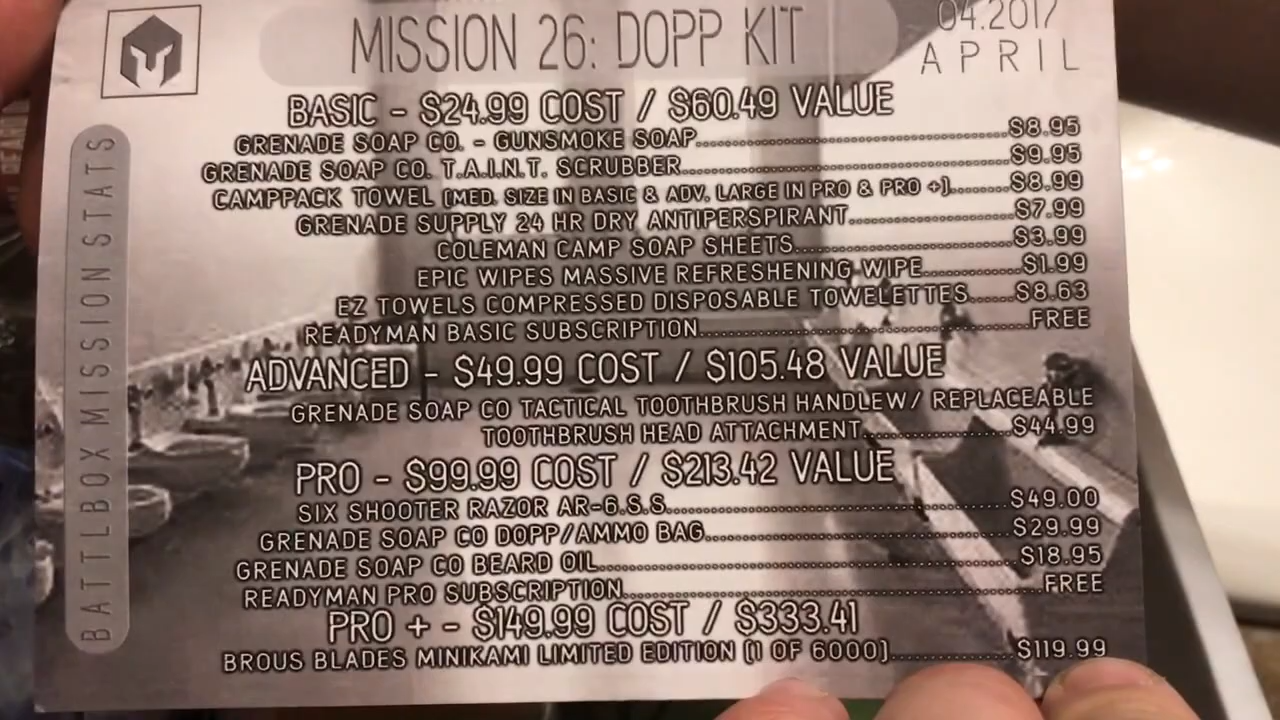 MISSION 26: DOPP KIT
04.2017
APRIL
BATTLBOX MISSION STATS
BASIC - $24.99 COST / $60.49 VALUE
GRENADE SOAP CO. - GUNSMOKE SOAP........$8.95
GRENADE SOAP CO. T.A.I.N.T. SCRUBBER........$9.95
CAMPPACK TOWEL [MED. SIZE IN BASIC & ADV. LARGE IN PRO & PRO +]........$8.99
GRENADE SUPPLY 24 HR DRY ANTIPERSPIRANT........$7.99
COLEMAN CAMP SOAP SHEETS........$3.99
EPIC WIPES MASSIVE REFRESHENING WIPE........$1.99
EZ TOWELS COMPRESSED DISPOSABLE TOWELETTES......$8.63
READYMAN BASIC SUBSCRIPTION........FREE
ADVANCED - $49.99 COST / $105.48 VALUE
GRENADE SOAP CO TACTICAL TOOTHBRUSH HANDLEW/ REPLACEABLE
TOOTHBRUSH HEAD ATTACHMENT........$44.99
PRO - $99.99 COST / $213.42 VALUE
SIX SHOOTER RAZOR AR-6.S.S........$49.00
GRENADE SOAP CO DOPP/AMMO BAG........$29.99
GRENADE SOAP CO BEARD OIL........$18.95
READYMAN PRO SUBSCRIPTION........FREE
PRO + - $149.99 COST / $333.41
BROUS BLADES MINIKAMI LIMITED EDITION [1 OF 6000]........$119.99